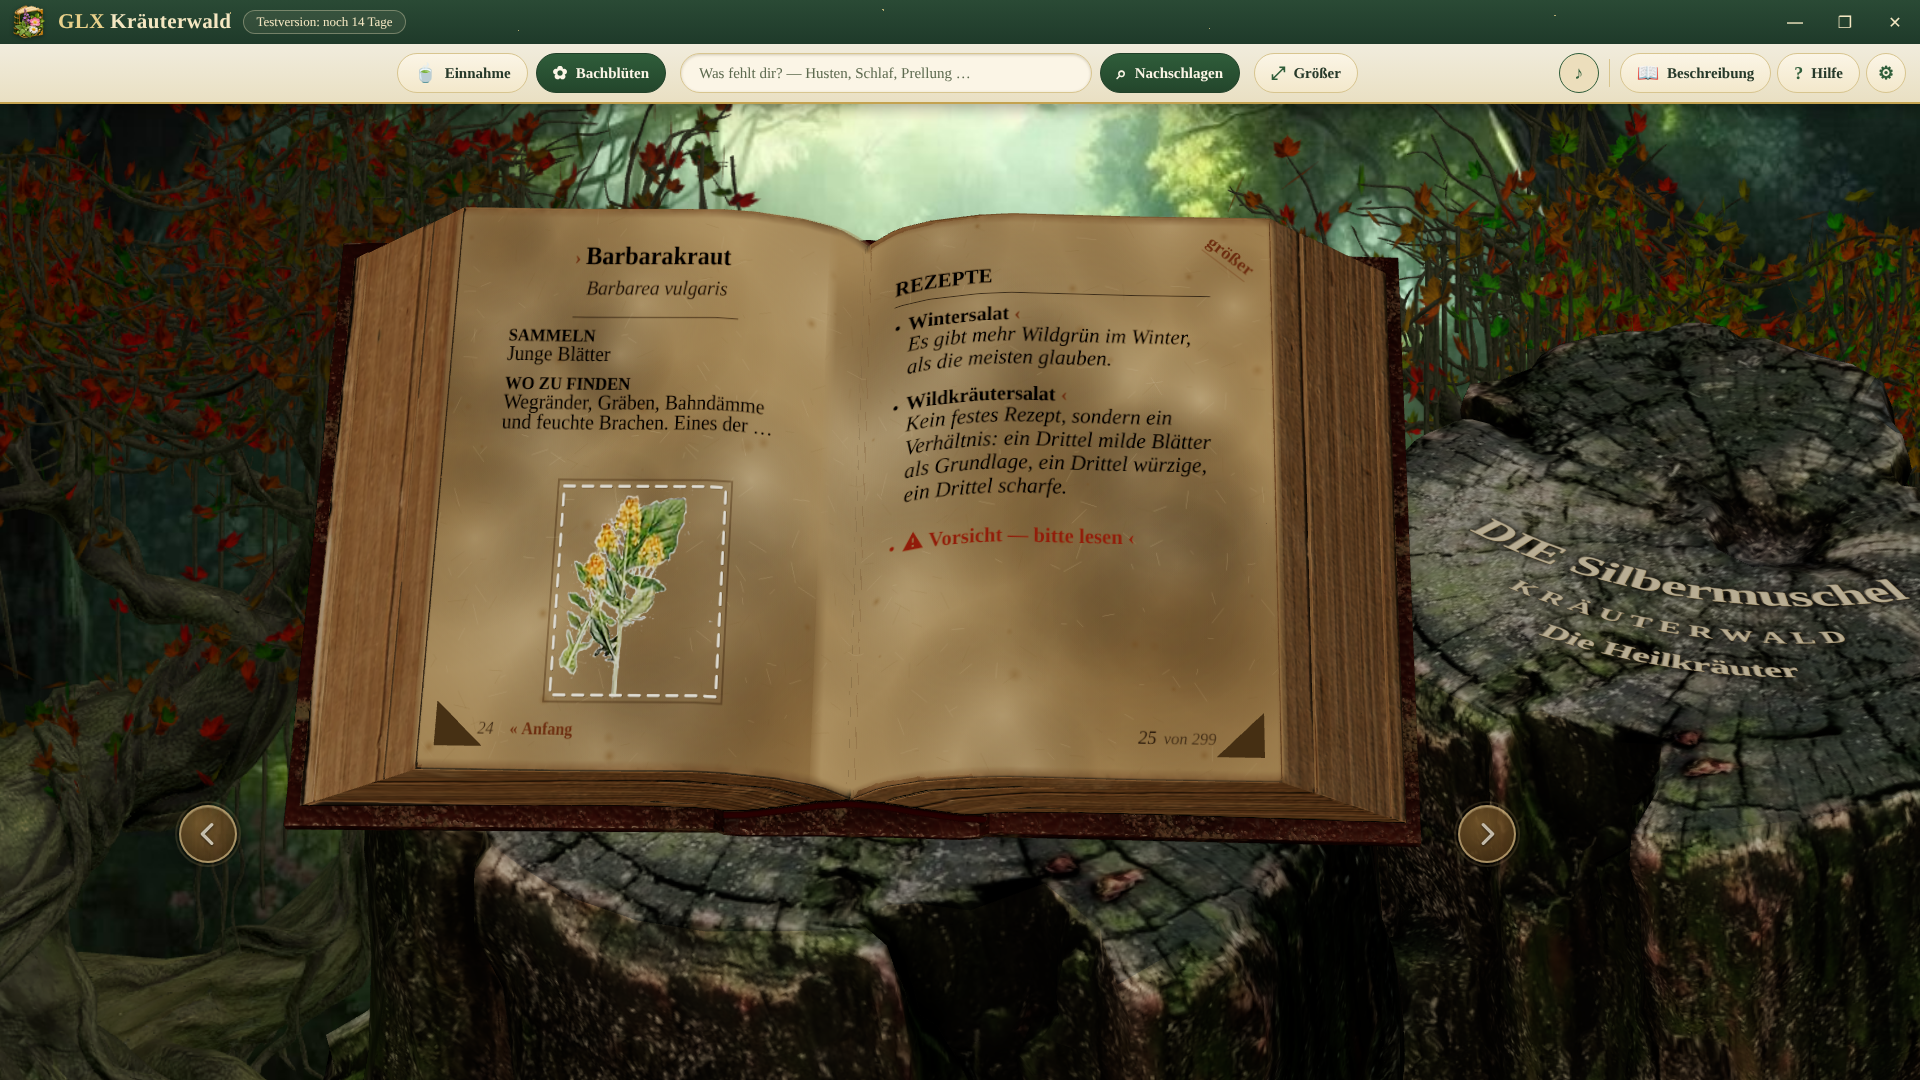 GLX Kräuterwald
Testversion: noch 14 Tage
Einnahme
Bachblüten
Was fehlt dir? — Husten, Schlaf, Prellung …
Nachschlagen
Größer
Beschreibung
? Hilfe
› Barbarakraut
Barbarea vulgaris
SAMMELN
Junge Blätter
WO ZU FINDEN
Wegränder, Gräben, Bahndämme
und feuchte Brachen. Eines der …
24 « Anfang
größer
REZEPTE
• Wintersalat ‹
Es gibt mehr Wildgrün im Winter,
als die meisten glauben.
• Wildkräutersalat ‹
Kein festes Rezept, sondern ein
Verhältnis: ein Drittel milde Blätter
als Grundlage, ein Drittel würzige,
ein Drittel scharfe.
• ⚠ Vorsicht — bitte lesen ‹
25 von 299
DIE Silbermuschel
KRÄUTERWALD
Die Heilkräuter